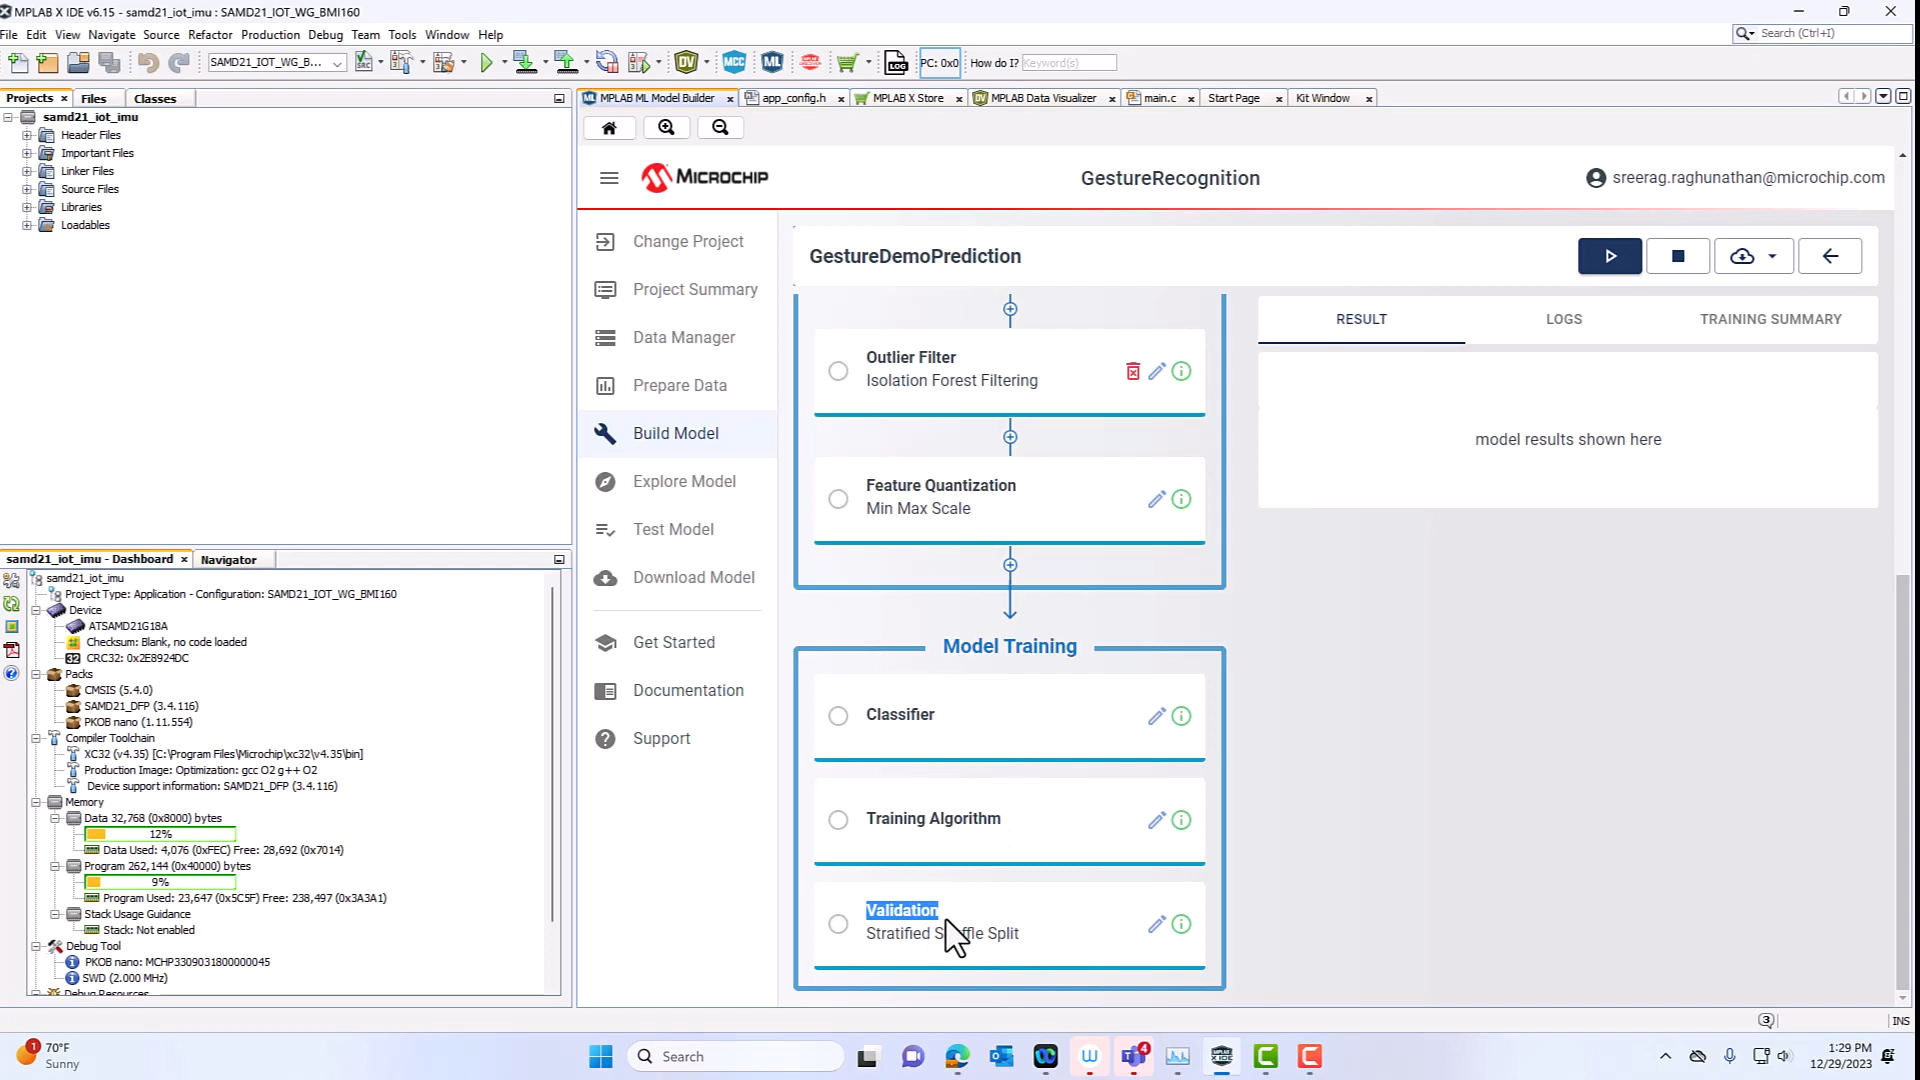 MPLAB X IDE v6.15 - samd21_iot_imu : SAMD21_IOT_WG_BMI160
File Edit View Navigate Source Refactor Production Debug Team Tools Window Help
Search (Ctrl+I)
SAMD21_IOT_WG_B... DV MCC ML LOG PC: 0x0 How do I? Keyword(s)
Projects Files Classes
samd21_iot_imu
Header Files
Important Files
Linker Files
Source Files
Libraries
Loadables
MPLAB ML Model Builder app_config.h MPLAB X Store MPLAB Data Visualizer main.c Start Page Kit Window
MICROCHIP
GestureRecognition
sreerag.raghunathan@microchip.com
Change Project
Project Summary
Data Manager
Prepare Data
Build Model
Explore Model
Test Model
Download Model
Get Started
Documentation
Support
GestureDemoPrediction
Outlier Filter
Isolation Forest Filtering
Feature Quantization
Min Max Scale
Model Training
Classifier
Training Algorithm
Validation
Stratified S ffle Split
RESULT LOGS TRAINING SUMMARY
model results shown here
samd21_iot_imu - Dashboard Navigator
samd21_iot_imu
Project Type: Application - Configuration: SAMD21_IOT_WG_BMI160
Device
ATSAMD21G18A
Checksum: Blank, no code loaded
32 CRC32: 0x2E8924DC
Packs
CMSIS (5.4.0)
SAMD21_DFP (3.4.116)
PKOB nano (1.11.554)
Compiler Toolchain
XC32 (v4.35) [C:\Program Files\Microchip\xc32\v4.35\bin]
Production Image: Optimization: gcc O2 g++ O2
Device support information: SAMD21_DFP (3.4.116)
Memory
Data 32,768 (0x8000) bytes
12%
Data Used: 4,076 (0xFEC) Free: 28,692 (0x7014)
Program 262,144 (0x40000) bytes
9%
Program Used: 23,647 (0x5C5F) Free: 238,497 (0x3A3A1)
Stack Usage Guidance
Stack: Not enabled
Debug Tool
PKOB nano: MCHP3309031800000045
SWD (2.000 MHz)
Debug Resources
3 INS
1 70°F
Sunny
Search
4
1:29 PM
12/29/2023